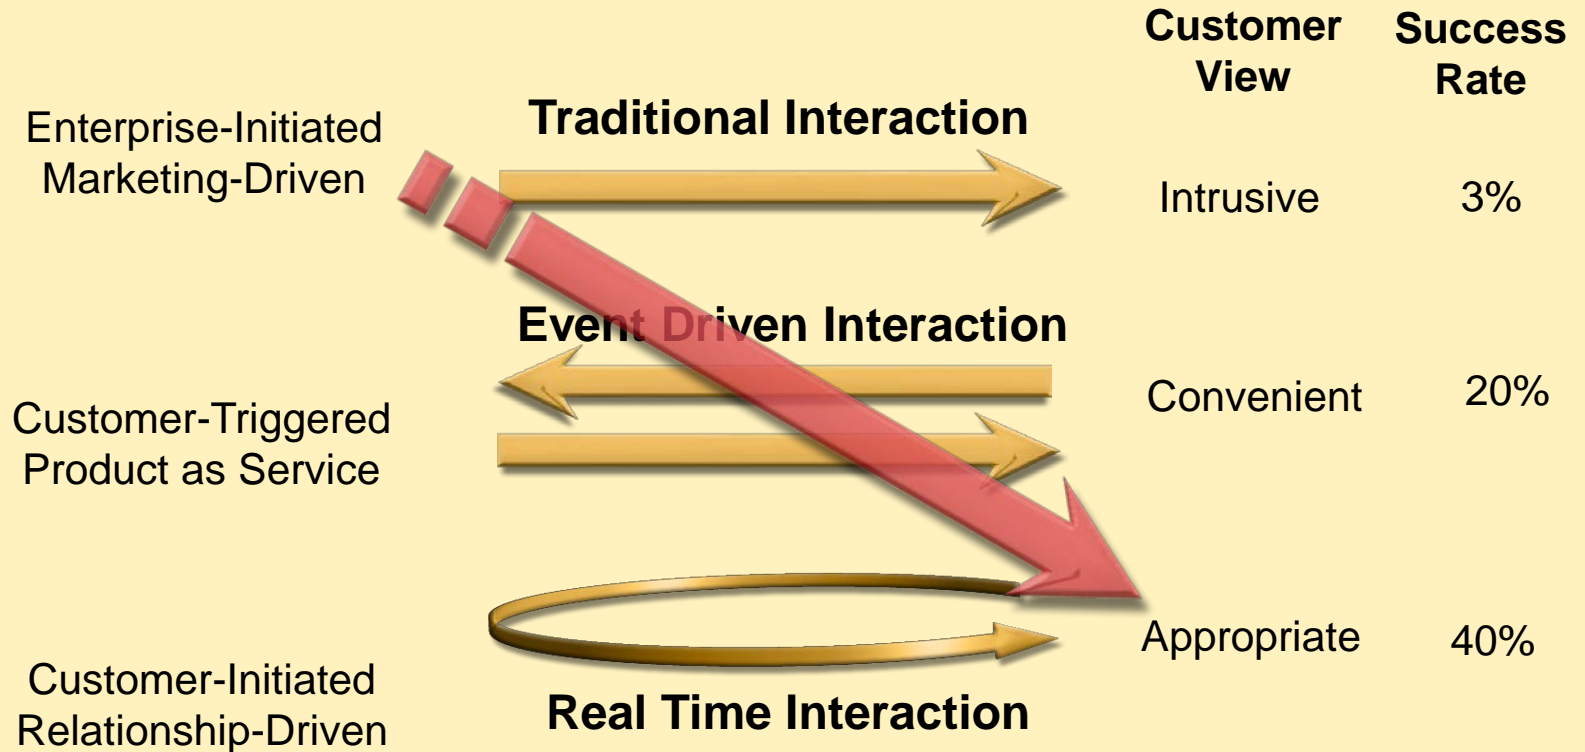 Customer
View
Success
Rate
Enterprise-Initiated
Marketing-Driven
Traditional Interaction
Intrusive
3%
Event Driven Interaction
Customer-Triggered
Product as Service
Convenient
20%
Customer-Initiated
Relationship-Driven
Real Time Interaction
Appropriate
40%